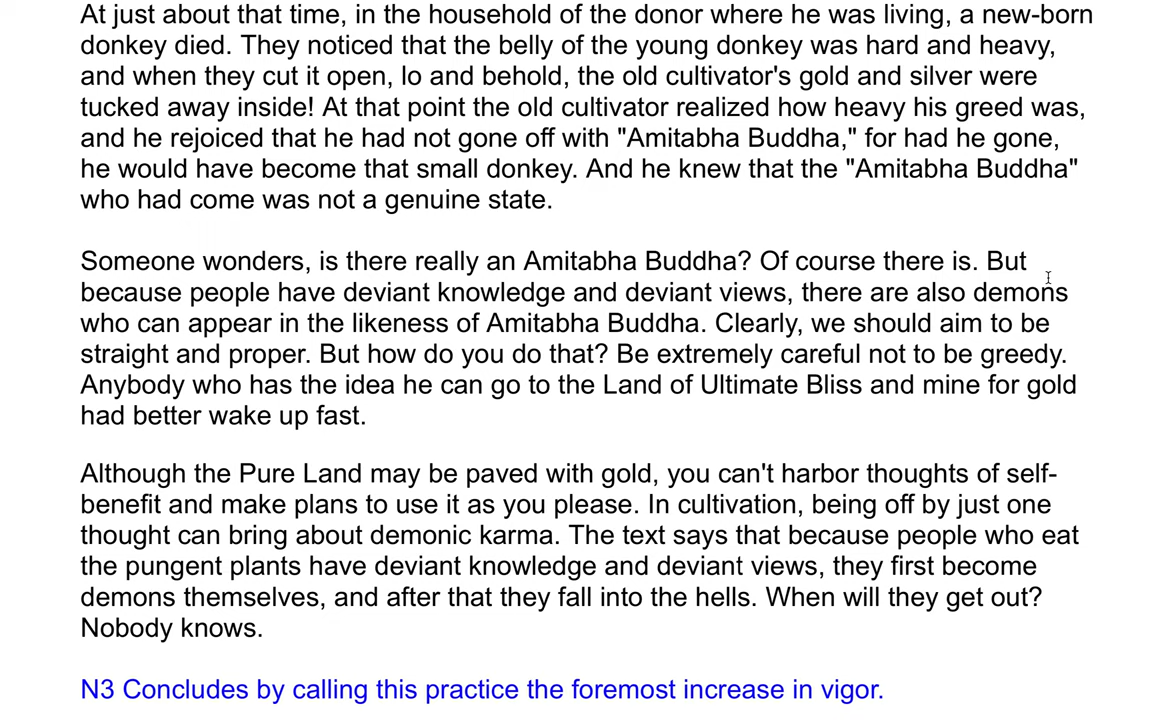 At just about that time, in the household of the donor where he was living, a new-born
donkey died. They noticed that the belly of the young donkey was hard and heavy,
and when they cut it open, lo and behold, the old cultivator's gold and silver were
tucked away inside! At that point the old cultivator realized how heavy his greed was,
and he rejoiced that he had not gone off with "Amitabha Buddha," for had he gone,
he would have become that small donkey. And he knew that the "Amitabha Buddha"
who had come was not a genuine state.
Someone wonders, is there really an Amitabha Buddha? Of course there is. But
because people have deviant knowledge and deviant views, there are also demons
who can appear in the likeness of Amitabha Buddha. Clearly, we should aim to be
straight and proper. But how do you do that? Be extremely careful not to be greedy.
Anybody who has the idea he can go to the Land of Ultimate Bliss and mine for gold
had better wake up fast.
Although the Pure Land may be paved with gold, you can't harbor thoughts of self-
benefit and make plans to use it as you please. In cultivation, being off by just one
thought can bring about demonic karma. The text says that because people who eat
the pungent plants have deviant knowledge and deviant views, they first become
demons themselves, and after that they fall into the hells. When will they get out?
Nobody knows.
N3 Concludes by calling this practice the foremost increase in vigor.